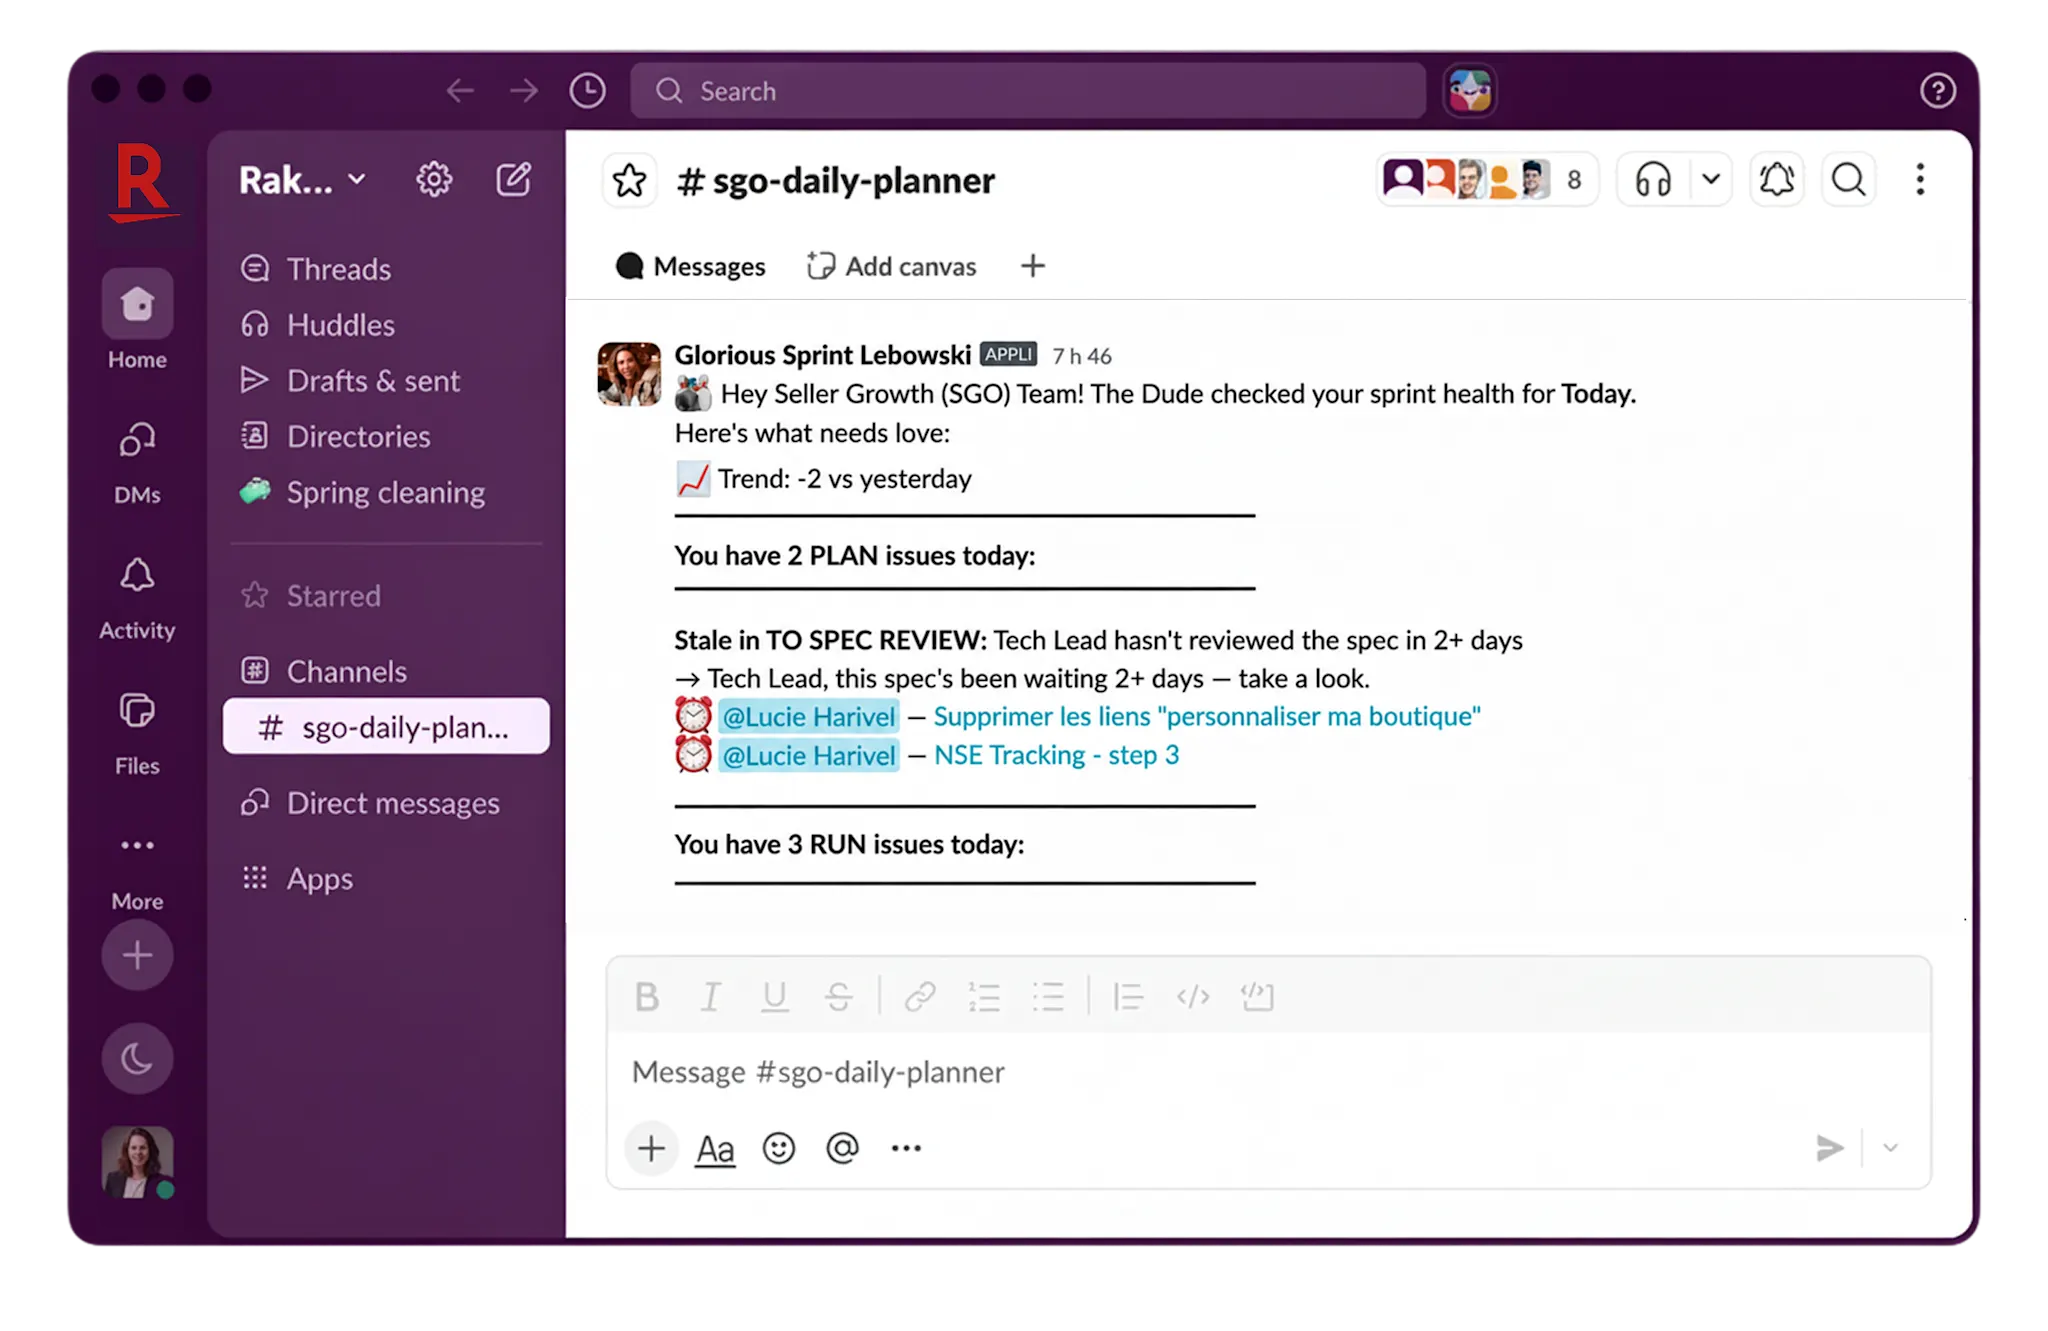 Search
R
Rak...
Threads
Huddles
Drafts & sent
Directories
Spring cleaning
Starred
Channels
# sgo-daily-plan...
Direct messages
Apps
Home
DMs
Activity
Files
More
# sgo-daily-planner
8
Messages
Add canvas
Glorious Sprint Lebowski APPLI 7 h 46
Hey Seller Growth (SGO) Team! The Dude checked your sprint health for Today.
Here's what needs love:
Trend: -2 vs yesterday
You have 2 PLAN issues today:
Stale in TO SPEC REVIEW: Tech Lead hasn't reviewed the spec in 2+ days
→ Tech Lead, this spec's been waiting 2+ days — take a look.
@Lucie Harivel — Supprimer les liens "personnaliser ma boutique"
@Lucie Harivel — NSE Tracking - step 3
You have 3 RUN issues today:
B I U S
Message #sgo-daily-planner
Aa